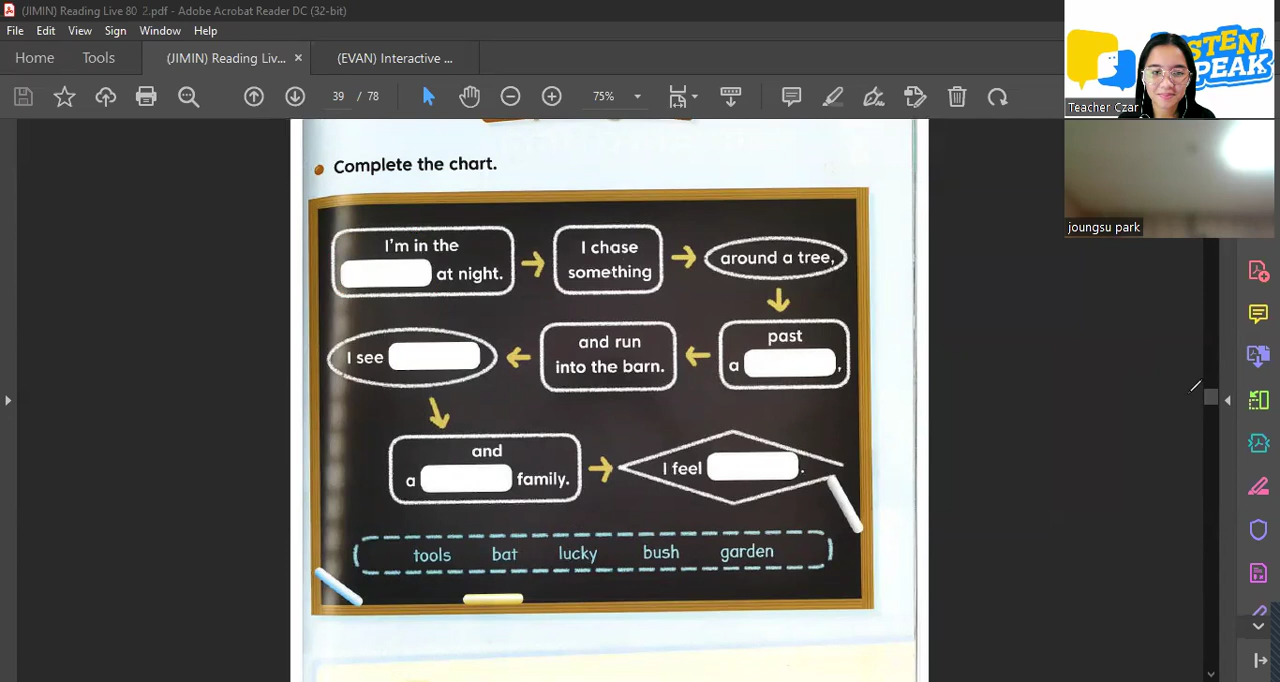 (JIMIN) Reading Live 80 2.pdf - Adobe Acrobat Reader DC (32-bit)
File Edit View Sign Window Help
Home Tools (JIMIN) Reading Liv... × (EVAN) Interactive ...
39 / 78 75%
LISTEN
SPEAK
Teacher Czar
joungsu park
Complete the chart.
I'm in the
at night.
I chase
something
around a tree,
past
a ,
and run
into the barn.
I see
and
a family.
I feel .
tools bat lucky bush garden